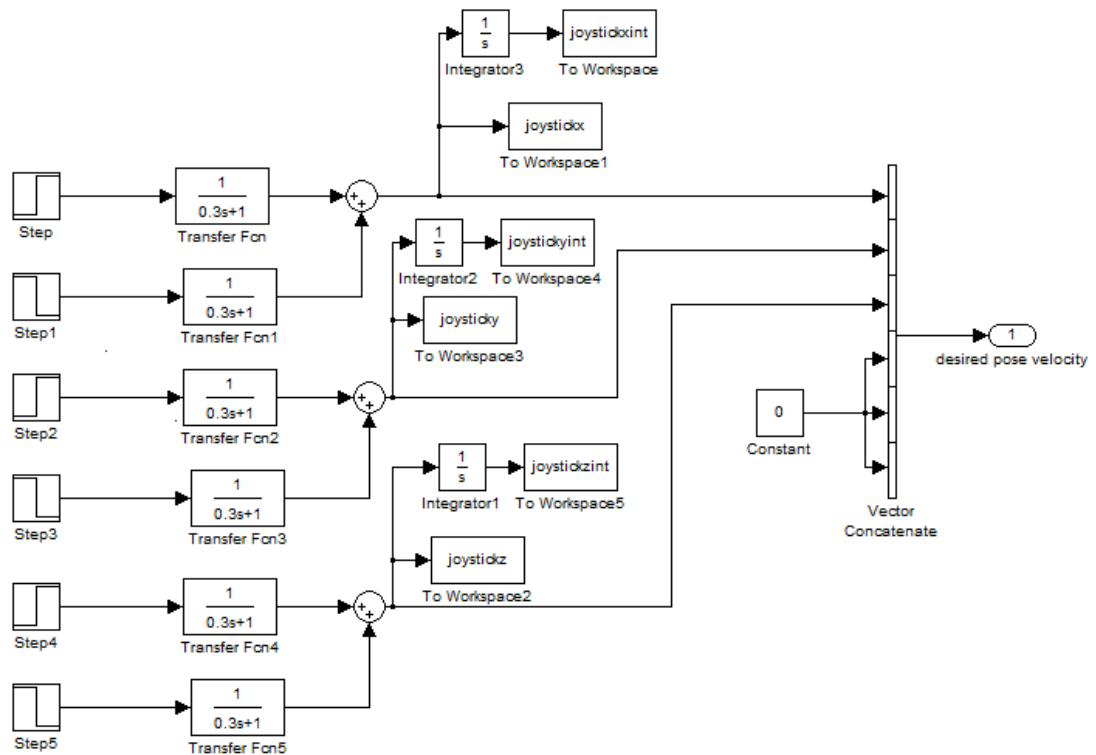 1
s
joystickxint
Integrator3
To Workspace
joystickx
To Workspace1
1
0.3s+1
+
+
Step
Transfer Fcn
1
s
joystickyint
Integrator2
To Workspace4
1
0.3s+1
Step1
Transfer Fcn1
joysticky
To Workspace3
1
desired pose velocity
1
0.3s+1
+
+
Step2
Transfer Fcn2
0
Constant
1
s
joystickzint
Integrator1
To Workspace5
1
0.3s+1
Step3
Transfer Fcn3
Vector
Concatenate
joystickz
To Workspace2
1
0.3s+1
+
+
Step4
Transfer Fcn4
1
0.3s+1
Step5
Transfer Fcn5